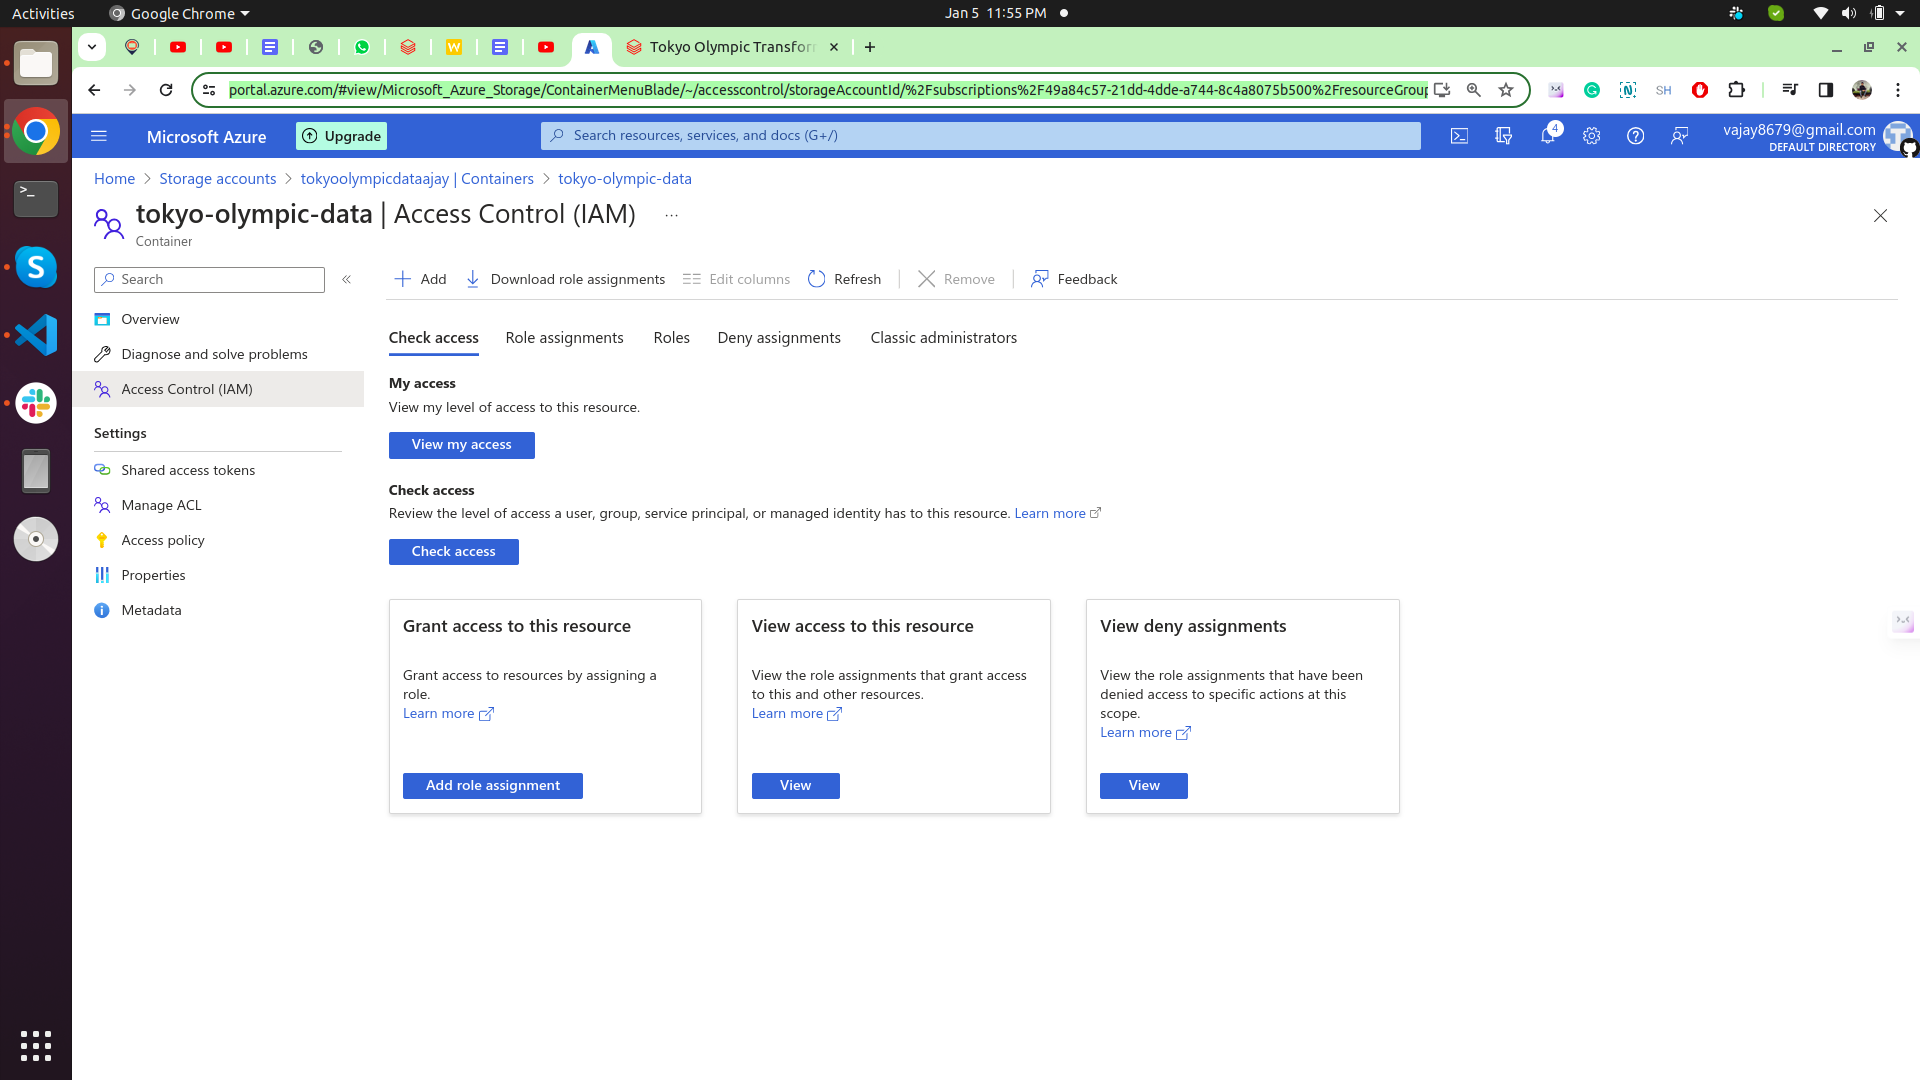 Activities
Google Chrome
Jan 5 11:55 PM
Tokyo Olympic Transforn
portal.azure.com/#view/Microsoft_Azure_Storage/ContainerMenuBlade/~/accesscontrol/storageAccountId/%2Fsubscriptions%2F49a84c57-21dd-4dde-a744-8c4a8075b500%2FresourceGroup
SH
Microsoft Azure
Upgrade
Search resources, services, and docs (G+/)
4
vajay8679@gmail.com
DEFAULT DIRECTORY
Home > Storage accounts > tokyoolympicdataajay | Containers > tokyo-olympic-data
tokyo-olympic-data | Access Control (IAM) ...
Container
Search
Add
Download role assignments
Edit columns
Refresh
Remove
Feedback
Overview
Diagnose and solve problems
Access Control (IAM)
Settings
Shared access tokens
Manage ACL
Access policy
Properties
Metadata
Check access
Role assignments
Roles
Deny assignments
Classic administrators
My access
View my level of access to this resource.
View my access
Check access
Review the level of access a user, group, service principal, or managed identity has to this resource. Learn more
Check access
Grant access to this resource
Grant access to resources by assigning a
role.
Learn more
Add role assignment
View access to this resource
View the role assignments that grant access
to this and other resources.
Learn more
View
View deny assignments
View the role assignments that have been
denied access to specific actions at this
scope.
Learn more
View